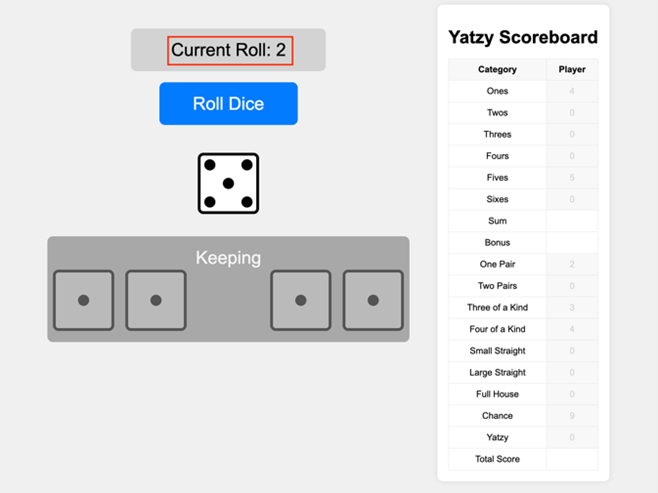 Current Roll: 2
Roll Dice
Keeping
Yatzy Scoreboard
Category Player
Ones 4
Twos 0
Threes 0
Fours 0
Fives 5
Sixes 0
Sum
Bonus
One Pair 2
Two Pairs 0
Three of a Kind 3
Four of a Kind 4
Small Straight 0
Large Straight 0
Full House 0
Chance 9
Yatzy 0
Total Score